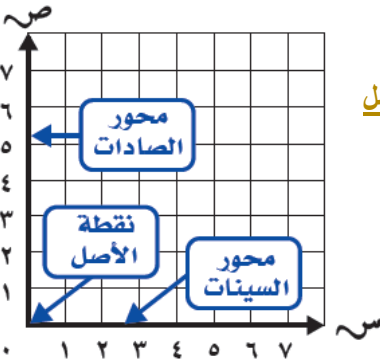 ص
٧
ل
٦
محور
الصادات
٥
٤
٣
نقطة
الأصل
٢
محور
السينات
١
س
٠ ١ ٢ ٣ ٤ ٥ ٦ ٧